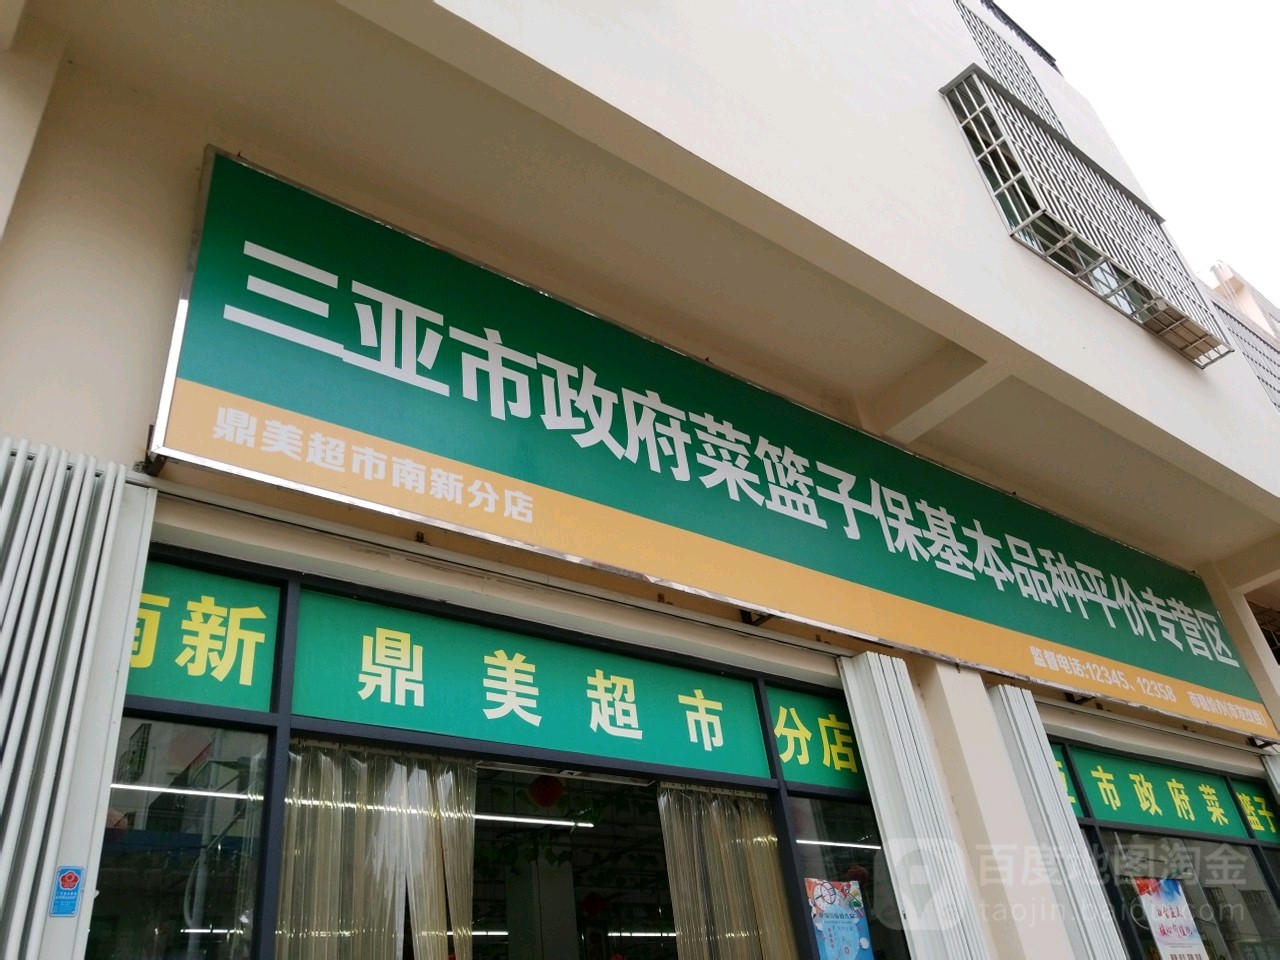 三亚市政府菜篮子保基本品种平价专营区
鼎美超市南新分店
监督电话:12345、12358
南新 鼎美超市 分店
市政府菜篮子
百度地图淘金
taojin.baidu.com